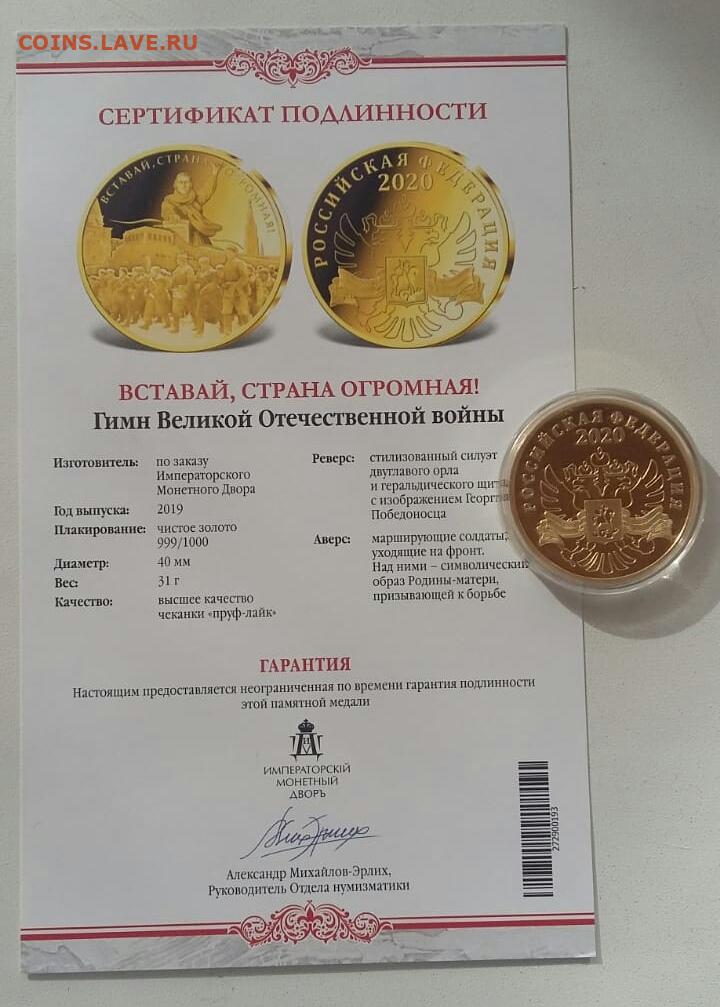 COINS.LAVE.RU
СЕРТИФИКАТ ПОДЛИННОСТИ
ВСТАВАЙ, СТРАНА ОГРОМНАЯ!
РОССИЙСКАЯ ФЕДЕРАЦИЯ
2020
ВСТАВАЙ, СТРАНА ОГРОМНАЯ!
Гимн Великой Отечественной войны
Изготовитель: по заказу
Императорского
Монетного Двора
Год выпуска: 2019
Плакирование: чистое золото
999/1000
Диаметр: 40 мм
Вес: 31 г
Качество: высшее качество
чеканки «пруф-лайк»
Реверс: стилизованный силуэт
двуглавого орла
и геральдического
с изображением
Победоносца
Аверс: марширующие солдаты,
уходящие на фронт.
Над ними – символический
образ Родины-матери,
призывающей к борьбе
РОССИЙСКАЯ ФЕДЕРАЦИЯ
2020
ГАРАНТИЯ
Настоящим предоставляется неограниченная по времени гарантия подлинности
этой памятной медали
ИМПЕРАТОРСКIЙ
МОНЕТНЫЙ
ДВОРЪ
Александр Михайлов-Эрлих,
Руководитель Отдела нумизматики
272900193